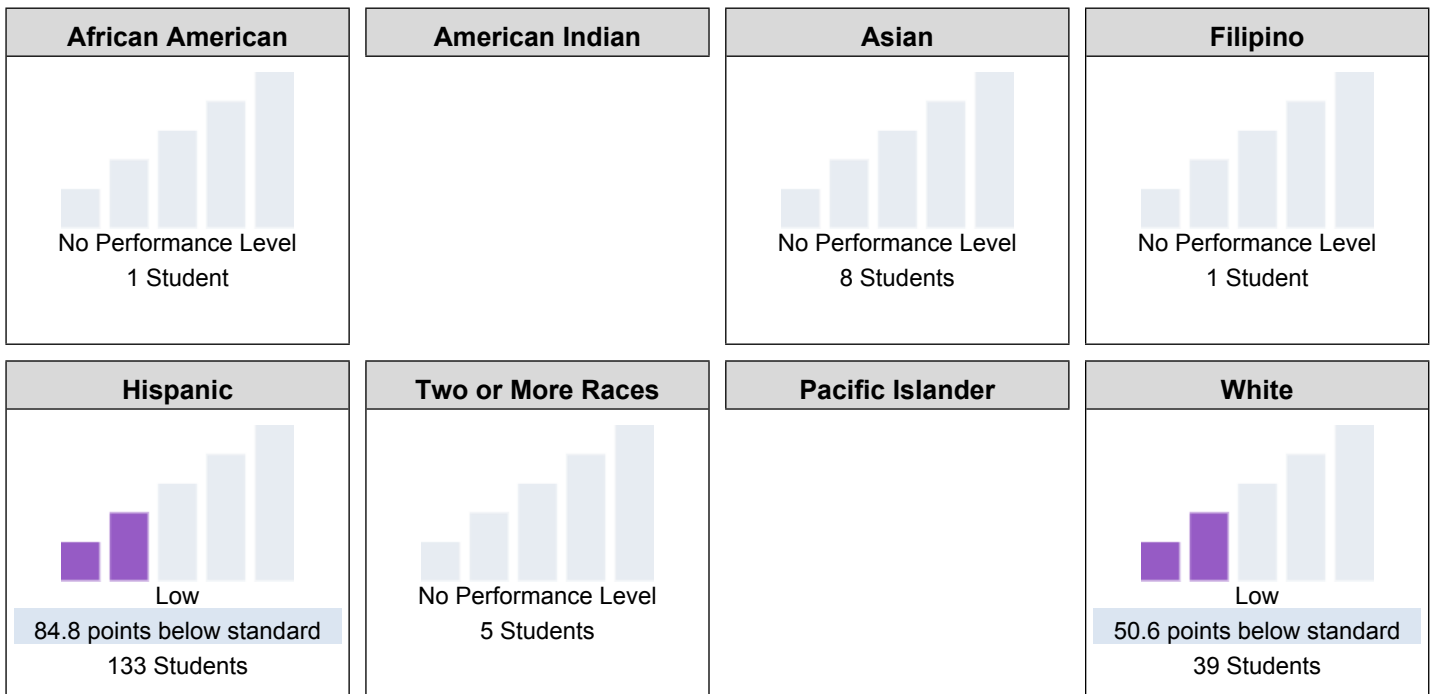 African American
No Performance Level
1 Student
American Indian
Asian
No Performance Level
8 Students
Filipino
No Performance Level
1 Student
Hispanic
Low
84.8 points below standard
133 Students
Two or More Races
No Performance Level
5 Students
Pacific Islander
White
Low
50.6 points below standard
39 Students